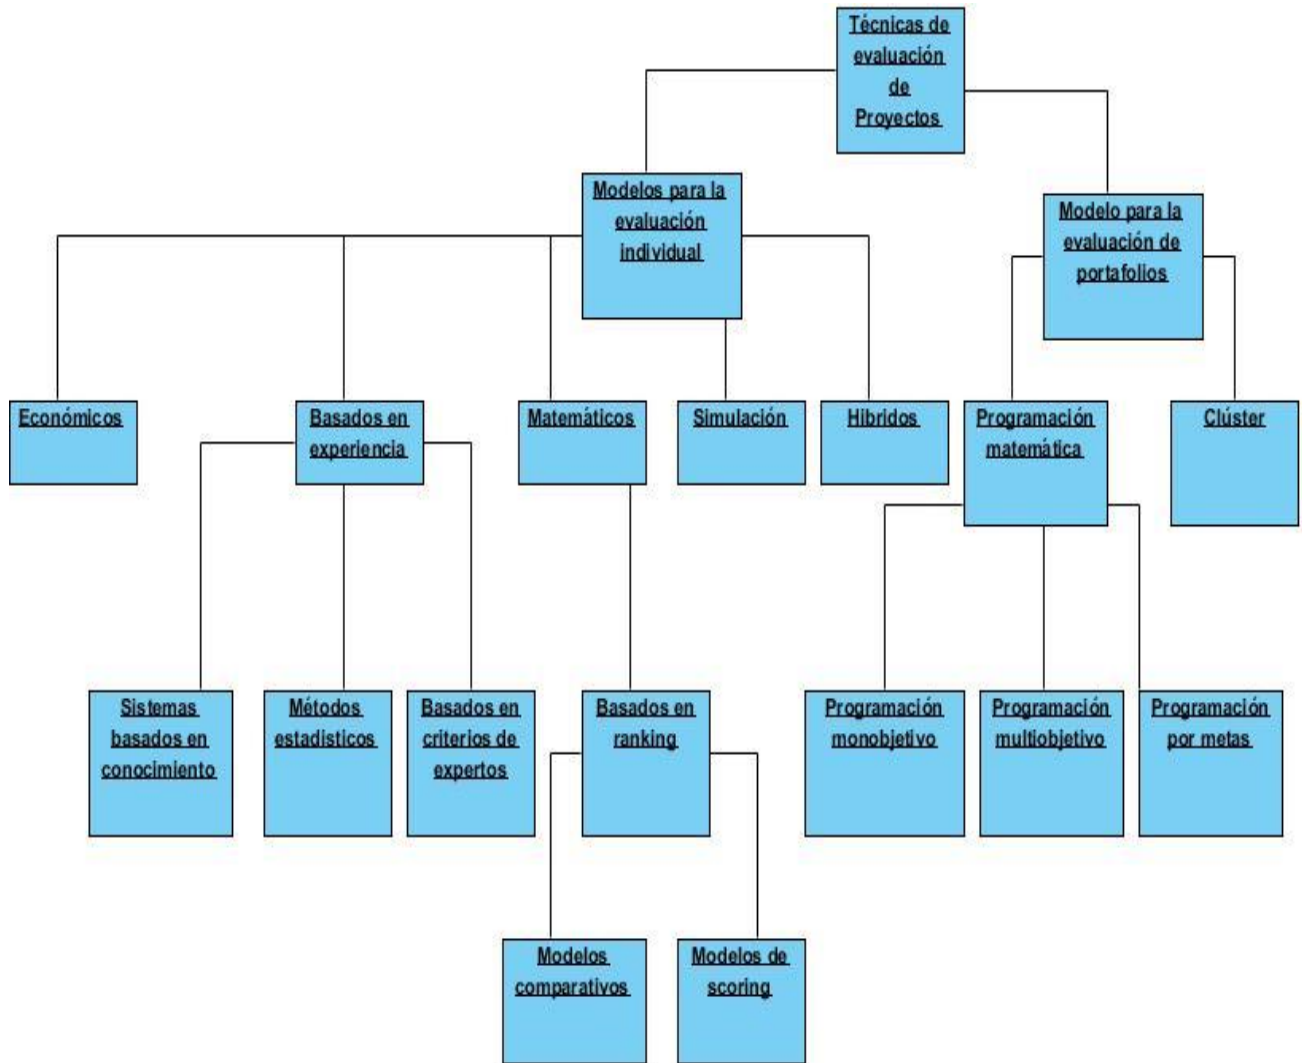 Técnicas de
evaluación
de
Proyectos
Modelos para la
evaluación
individual
Modelo para la
evaluación de
portafolios
Económicos
Basados en
experiencia
Matemáticos
Simulación
Hibridos
Programación
matemática
Clúster
Sistemas
basados en
conocimiento
Métodos
estadisticos
Basados en
criterios de
expertos
Basados en
ranking
Programación
monobjetivo
Programación
multiobjetivo
Programación
por metas
Modelos
comparativos
Modelos de
scoring